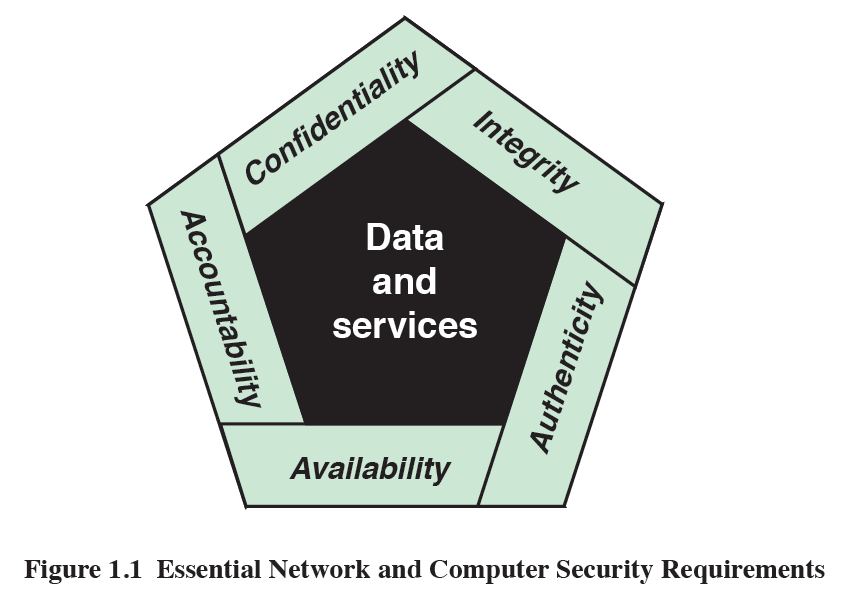 Confidentiality
Integrity
Accountability
Data
and
services
Authenticity
Availability
Figure 1.1 Essential Network and Computer Security Requirements